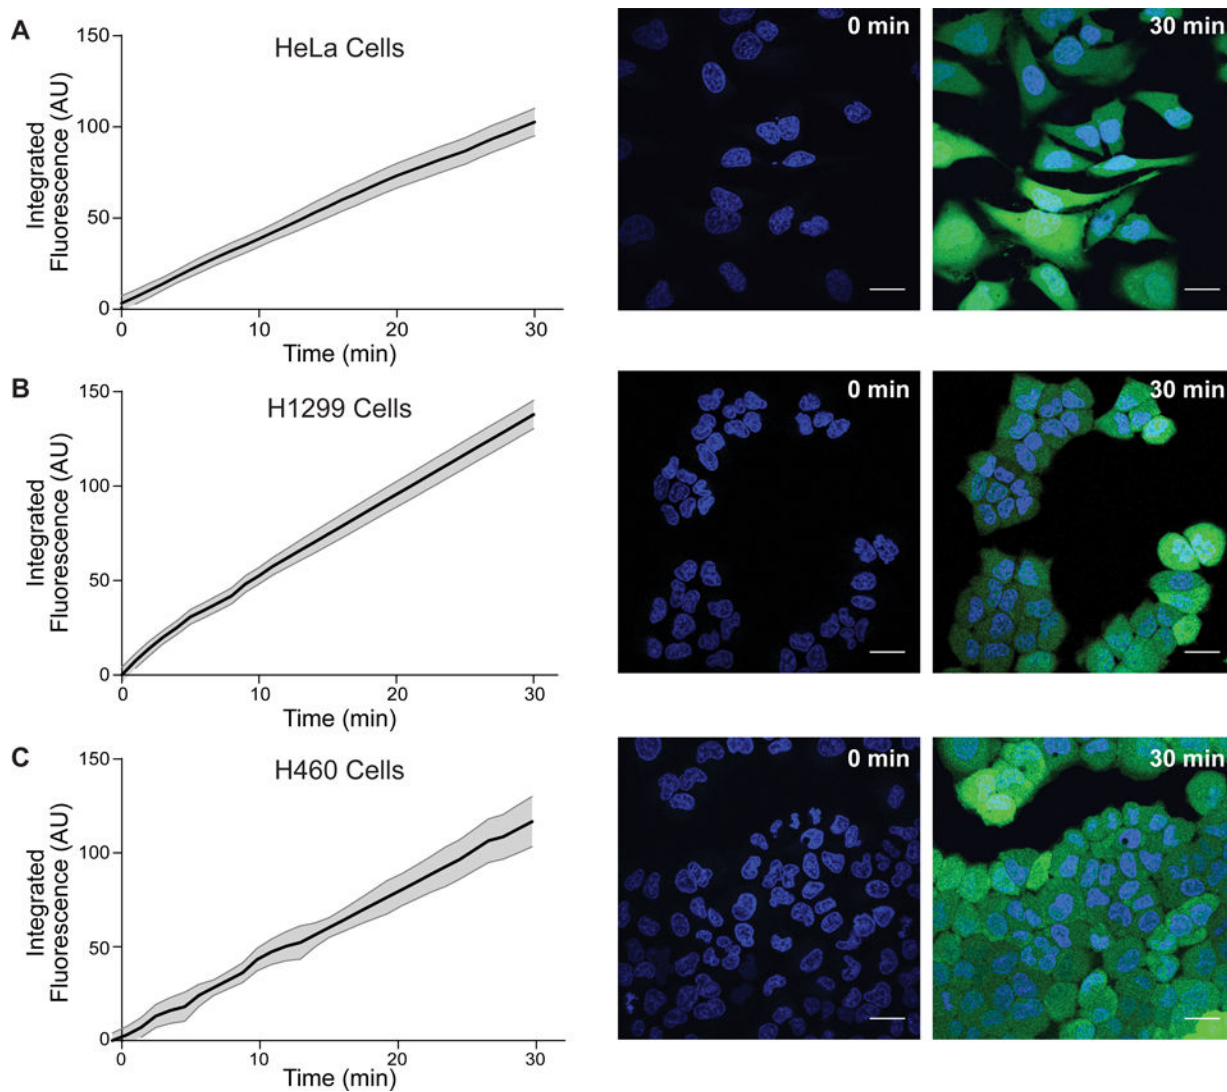 A
HeLa Cells
Integrated
Fluorescence (AU)
150
100
50
0
0 10 20 30
Time (min)
0 min
30 min
B
H1299 Cells
Integrated
Fluorescence (AU)
150
100
50
0
0 10 20 30
Time (min)
0 min
30 min
C
H460 Cells
Integrated
Fluorescence (AU)
150
100
50
0
0 10 20 30
Time (min)
0 min
30 min